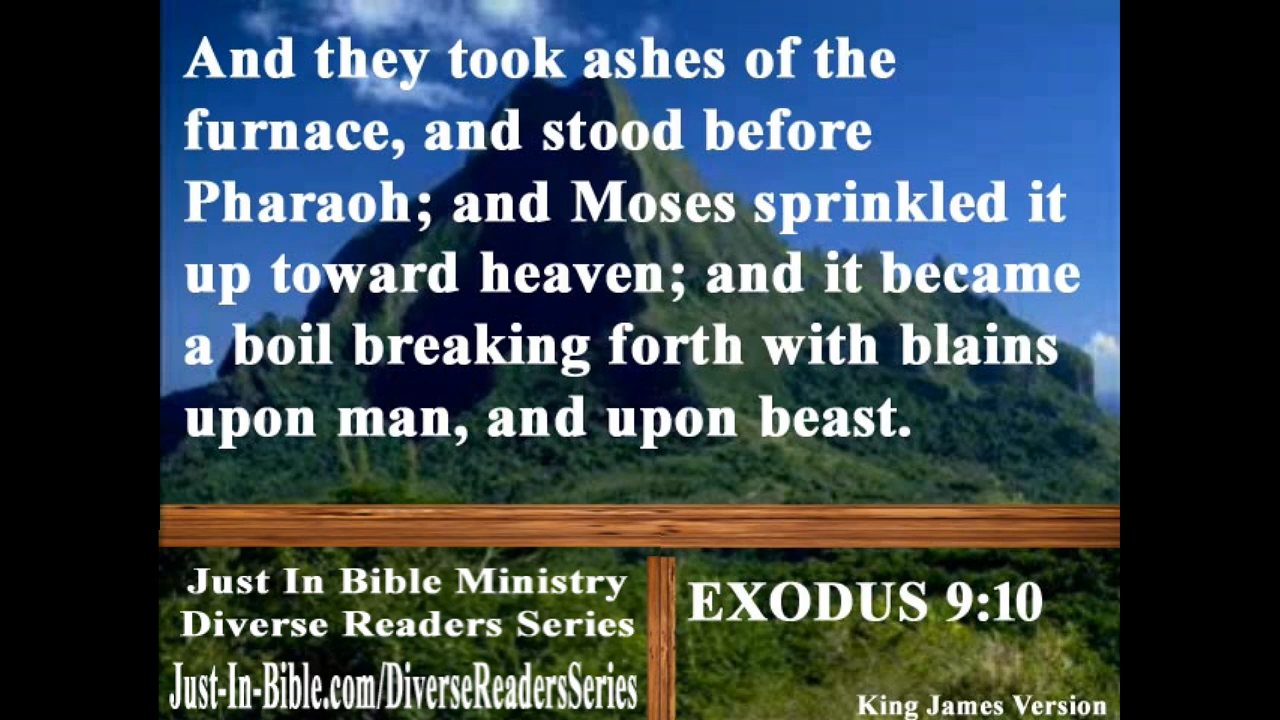 And they took ashes of the
furnace, and stood before
Pharaoh; and Moses sprinkled it
up toward heaven; and it became
a boil breaking forth with blains
upon man, and upon beast.
Just In Bible Ministry
Diverse Readers Series
Just-In-Bible.com/DiverseReadersSeries
EXODUS 9:10
King James Version